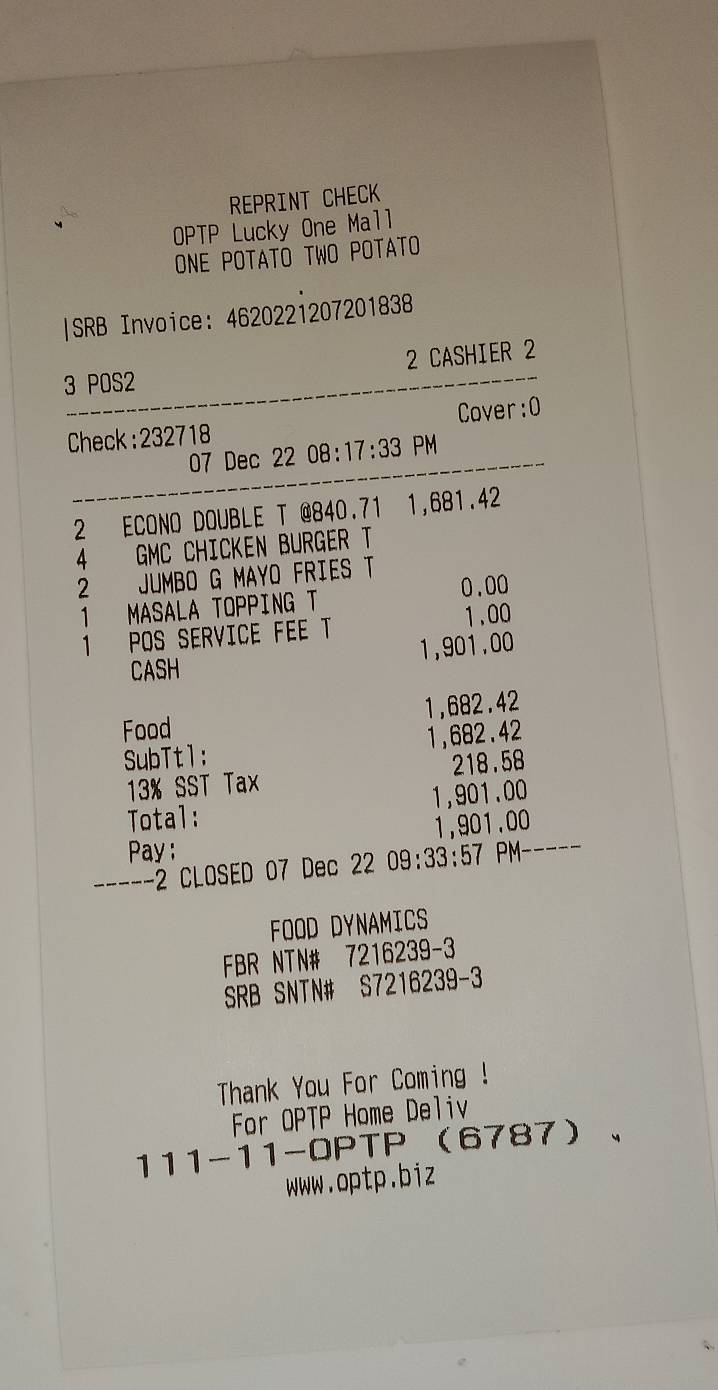 REPRINT CHECK
OPTP Lucky One Mall
ONE POTATO TWO POTATO
|SRB Invoice: 4620221207201838
3 POS2 2 CASHIER 2
Check:232718 Cover:0
07 Dec 22 08:17:33 PM
2 ECONO DOUBLE T @840.71 1,681.42
4 GMC CHICKEN BURGER T
2 JUMBO G MAYO FRIES T
1 MASALA TOPPING T 0.00
1 POS SERVICE FEE T 1.00
CASH 1,901.00
Food 1,682.42
SubTtl: 1,682.42
13% SST Tax 218.58
Total: 1,901.00
Pay: 1,901.00
-----2 CLOSED 07 Dec 22 09:33:57 PM-----
FOOD DYNAMICS
FBR NTN# 7216239-3
SRB SNTN# S7216239-3
Thank You For Coming !
For OPTP Home Deliv
111-11-OPTP (6787)
www.optp.biz